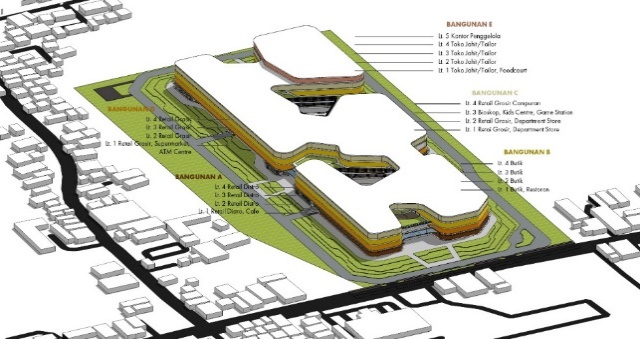 BANGUNAN E
Lt. 5 Kantor Pengelola
Lt. 4 Toko Jahit/Tailor
Lt. 3 Toko Jahit/Tailor
Lt. 2 Toko Jahit/Tailor
Lt. 1 Toko Jahit/Tailor, Foodcourt
BANGUNAN C
Lt. 4 Retail Grosir Campuran
Lt. 3 Bioskop, Kids Centre, Game Station
Lt. 2 Retail Grosir, Department Store
Lt. 1 Retail Grosir, Department Store
BANGUNAN B
Lt. 4 Butik
Lt. 3 Butik
Lt. 2 Butik
Lt. 1 Butik, Restoran
BANGUNAN
Lt. 4 Retail Grosir
Lt. 3 Retail Grosir
Lt. 2 Retail Grosir
Lt. 1 Retail Grosir, Supermarket,
ATM Centre
BANGUNAN A
Lt. 4 Retail Distro
Lt. 3 Retail Distro
Lt. 2 Retail Distro
Lt. 1 Retail Distro, Cafe